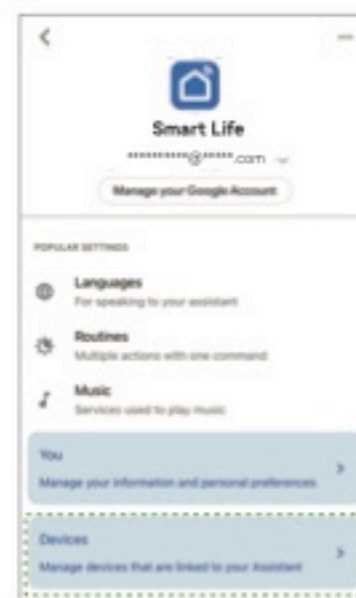 Smart Life
**********@*****.com
Manage your Google Account
POPULAR SETTINGS
Languages
For speaking to your assistant
Routines
Multiple actions with one command
Music
Services used to play music
You
Manage your information and personal preferences
Devices
Manage devices that are linked to your Assistant